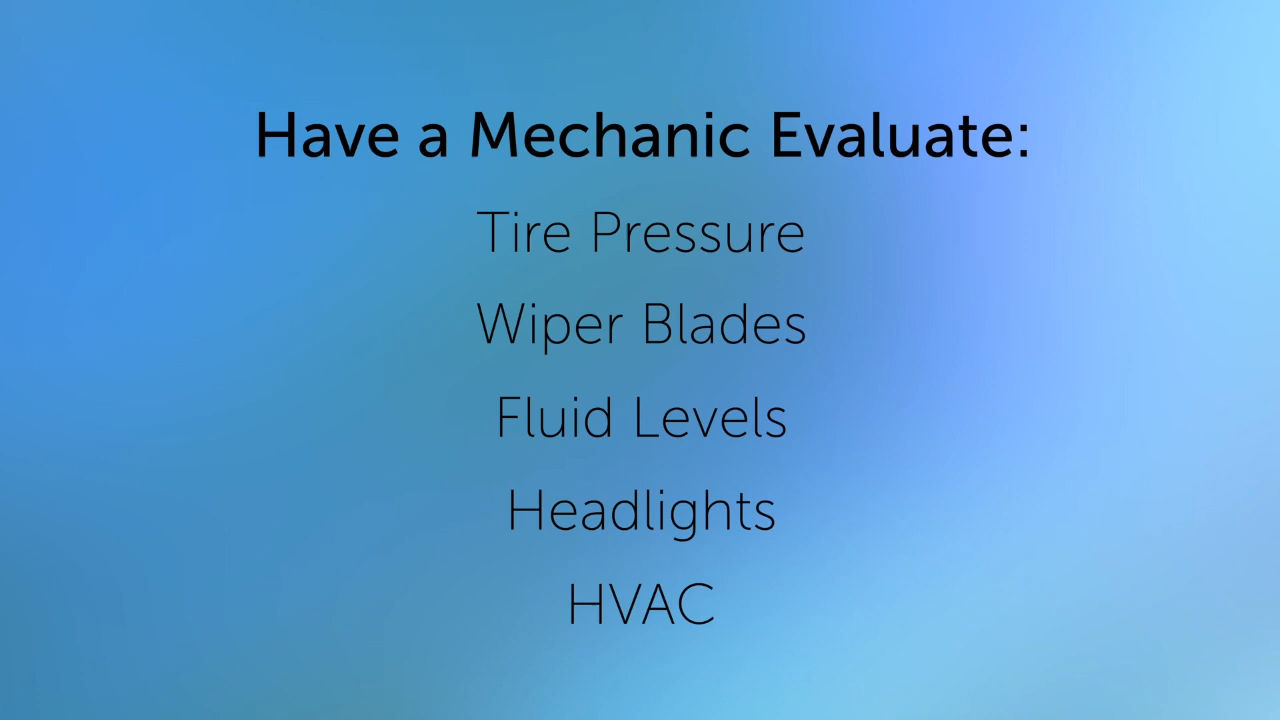 Have a Mechanic Evaluate:
Tire Pressure
Wiper Blades
Fluid Levels
Headlights
HVAC